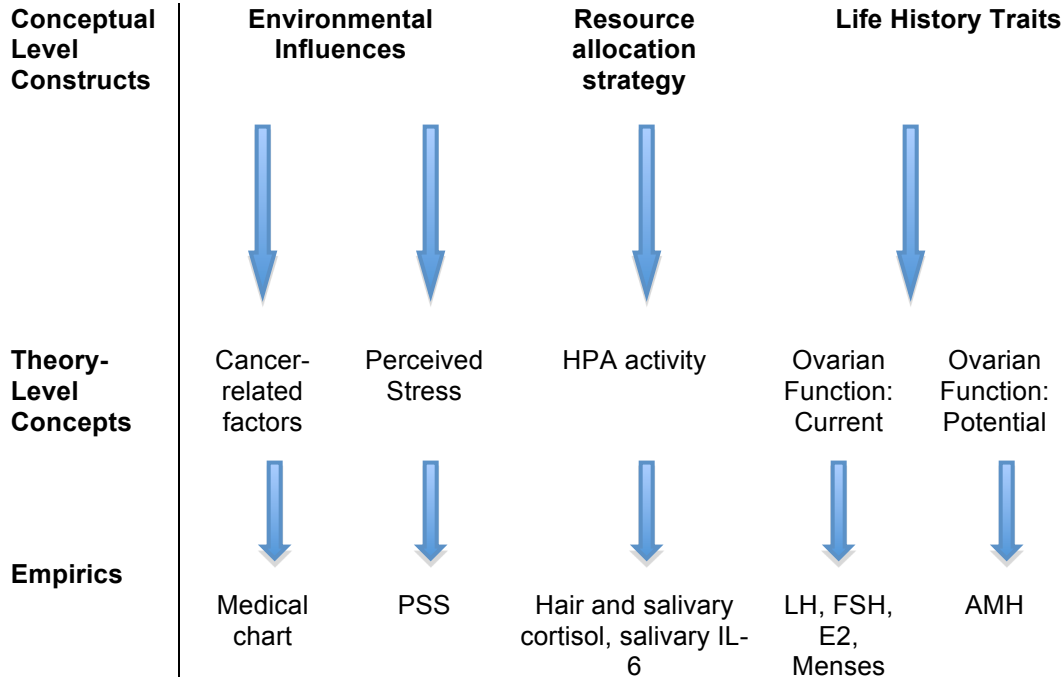 Conceptual
Level
Constructs
Environmental
Influences
Resource
allocation
strategy
Life History Traits
Theory-
Level
Concepts
Cancer-
related
factors
Perceived
Stress
HPA activity
Ovarian
Function:
Current
Ovarian
Function:
Potential
Empirics
Medical
chart
PSS
Hair and salivary
cortisol, salivary IL-
6
LH, FSH,
E2,
Menses
AMH